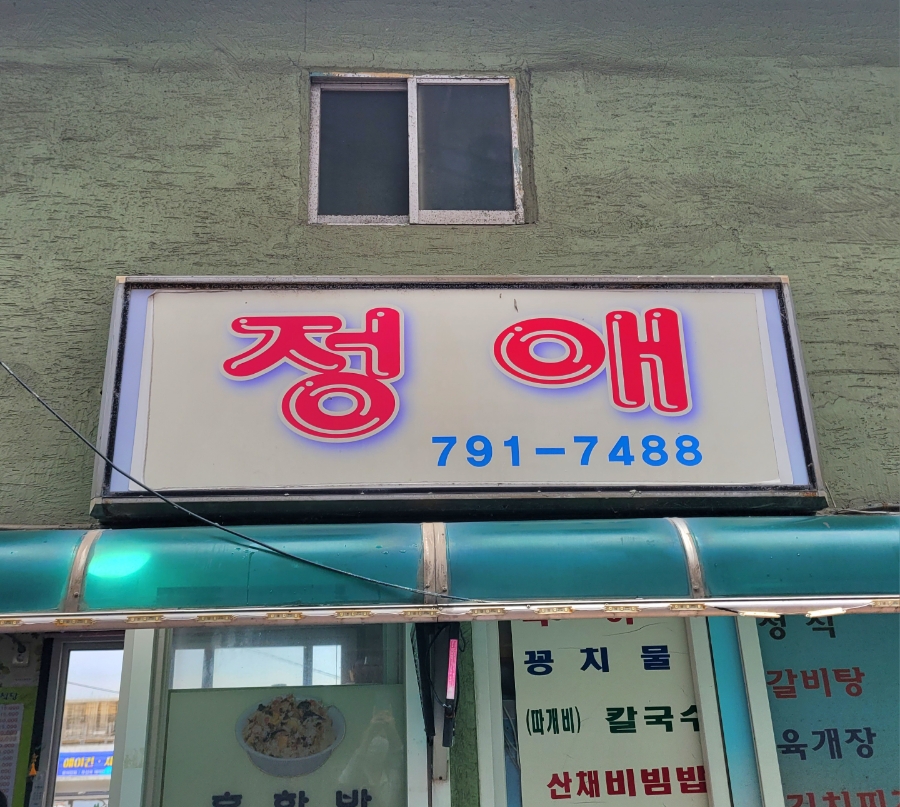 정애
791-7488
꽁치물
(따개비) 칼국수
산채비빔밥
정식
갈비탕
육개장